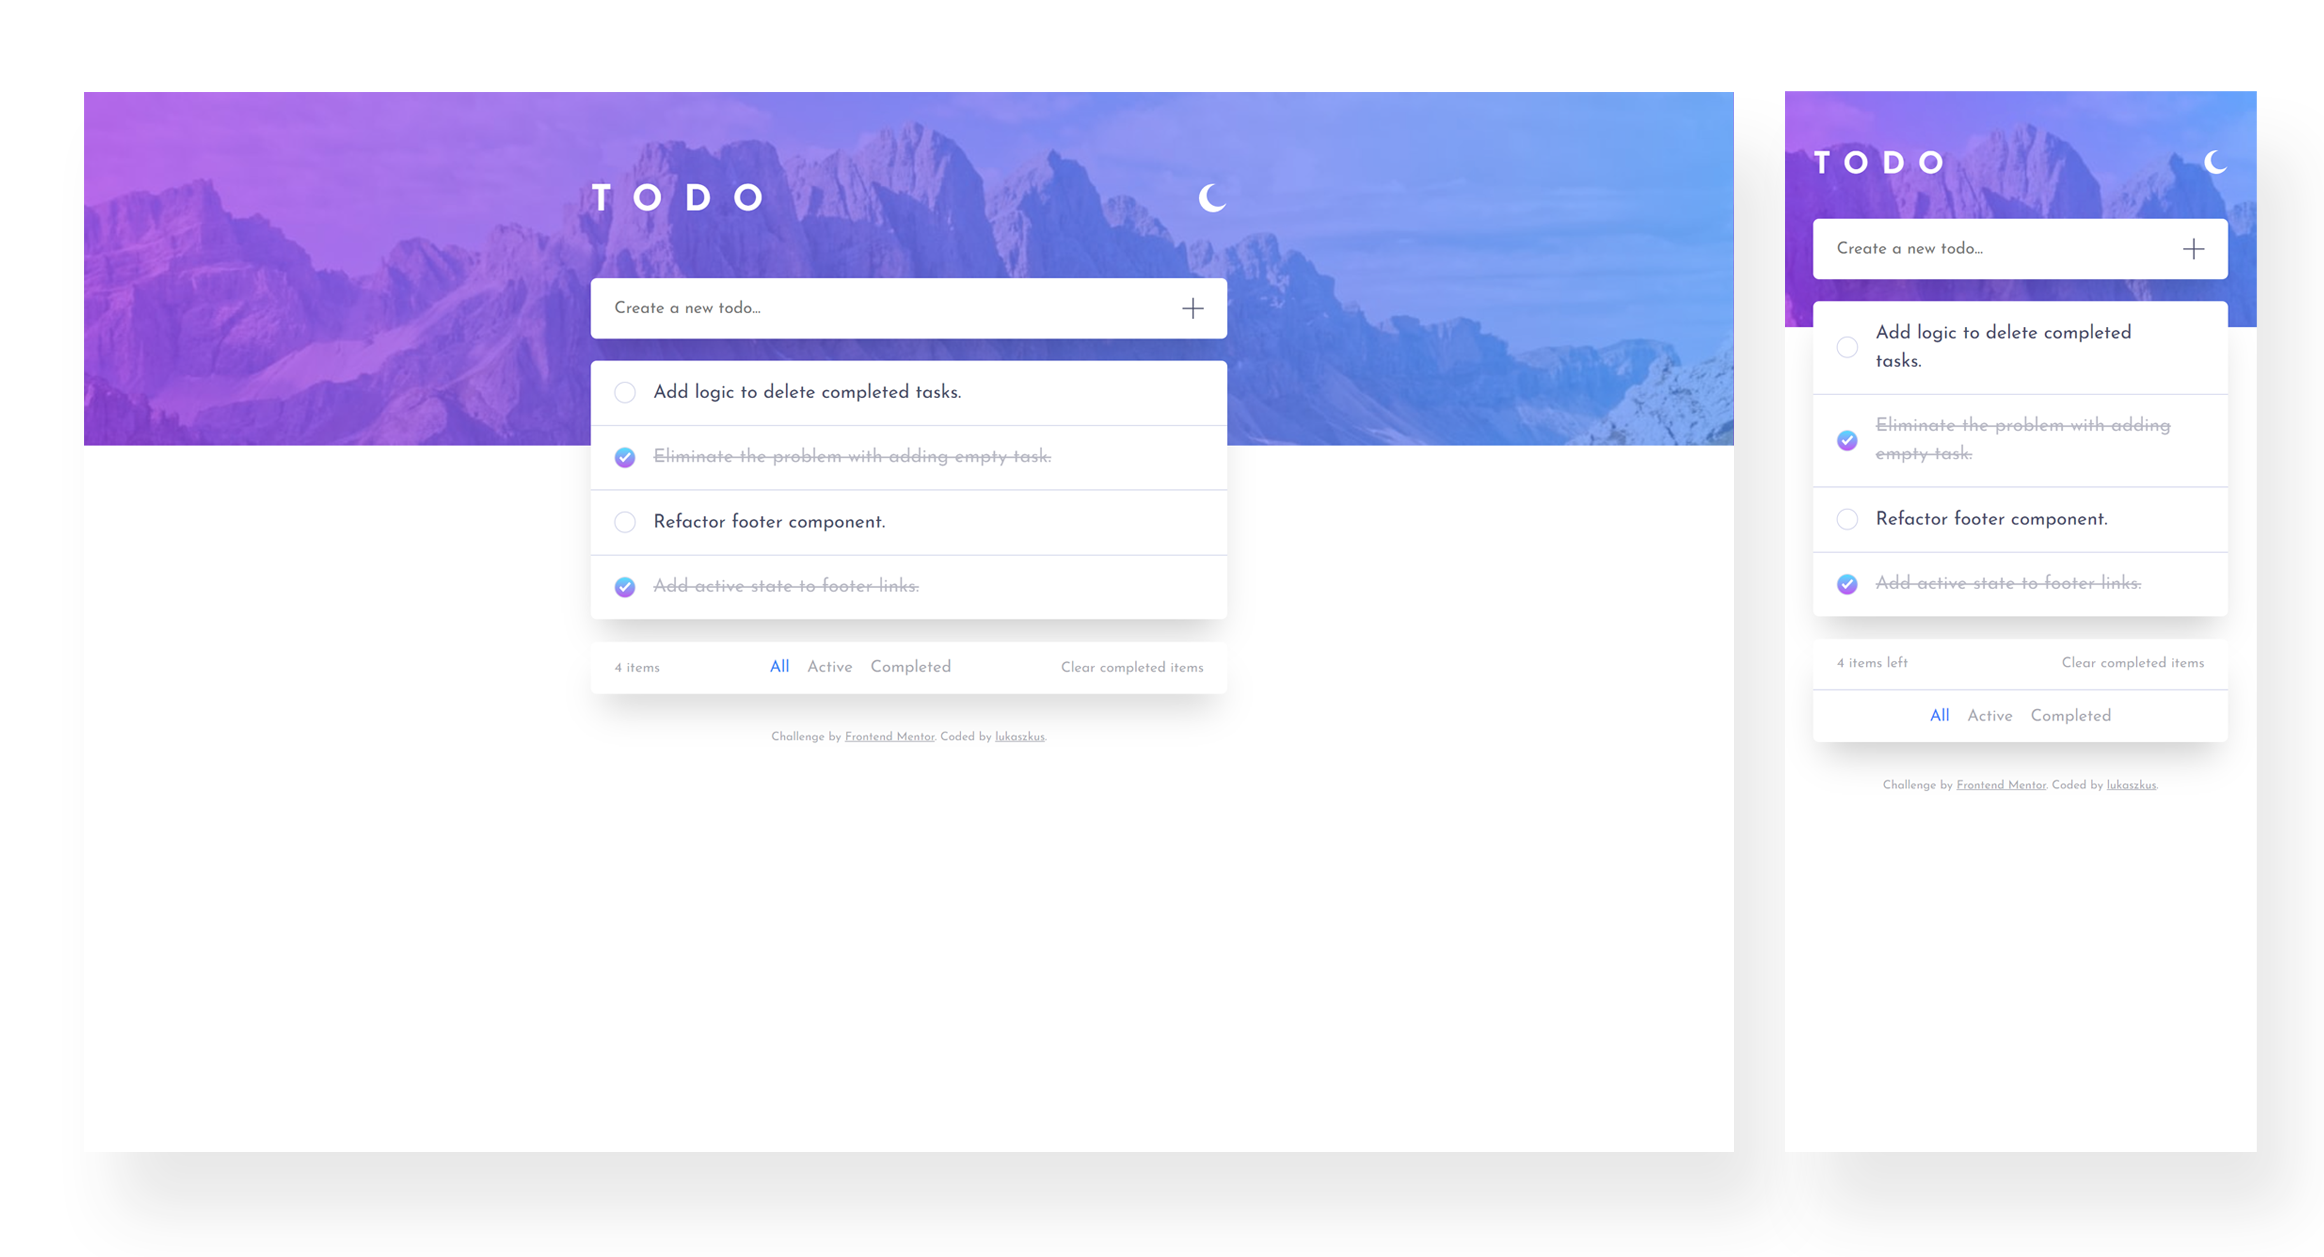 TODO
Create a new todo...
Add logic to delete completed tasks.
Eliminate the problem with adding empty task.
Refactor footer component.
Add active state to footer links.
4 items All Active Completed Clear completed items
Challenge by Frontend Mentor. Coded by lukaszkus.
TODO
Create a new todo...
Add logic to delete completed
tasks.
Eliminate the problem with adding
empty task.
Refactor footer component.
Add active state to footer links.
4 items left Clear completed items
All Active Completed
Challenge by Frontend Mentor. Coded by lukaszkus.